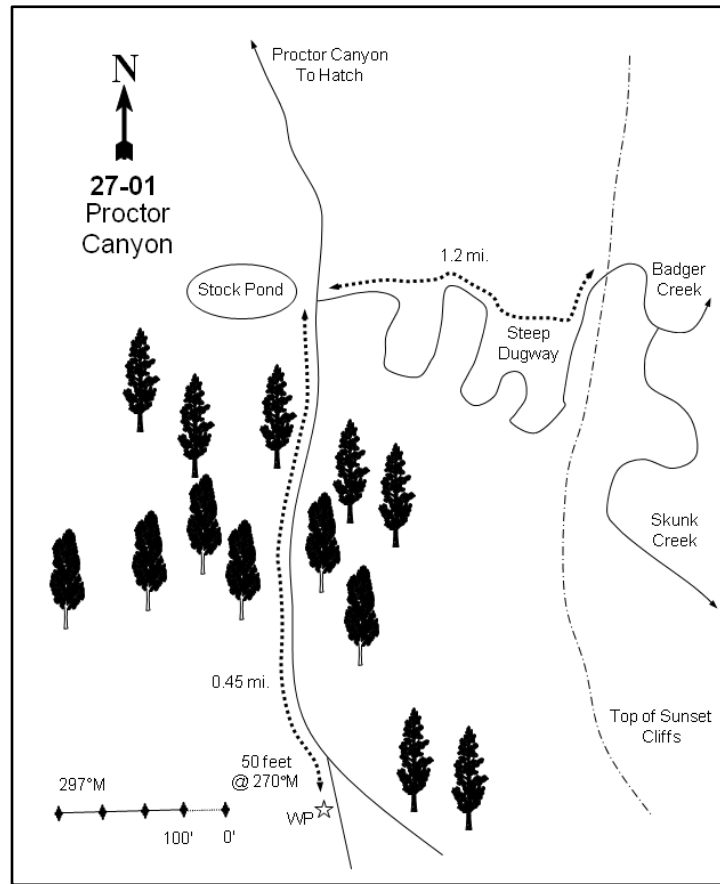 Proctor Canyon
To Hatch
N
27-01
Proctor
Canyon
1.2 mi.
Badger
Creek
Stock Pond
Steep
Dugway
Skunk
Creek
0.45 mi.
Top of Sunset
Cliffs
50 feet
@ 270°M
297°M
WP
100' 0'